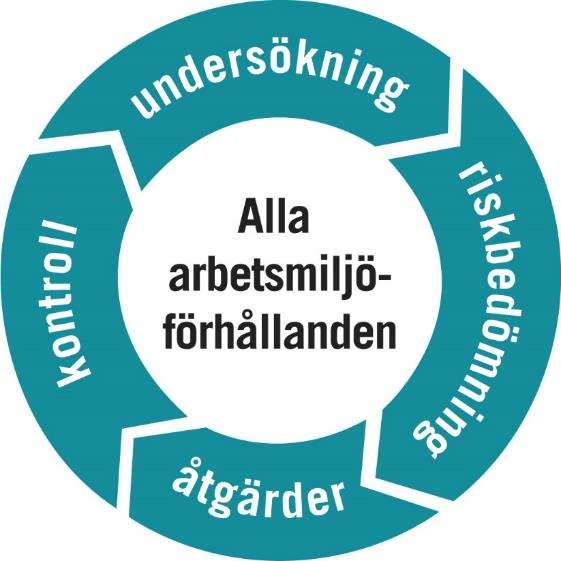 undersökning
riskbedömning
åtgärder
kontroll
Alla
arbetsmiljö-
förhållanden